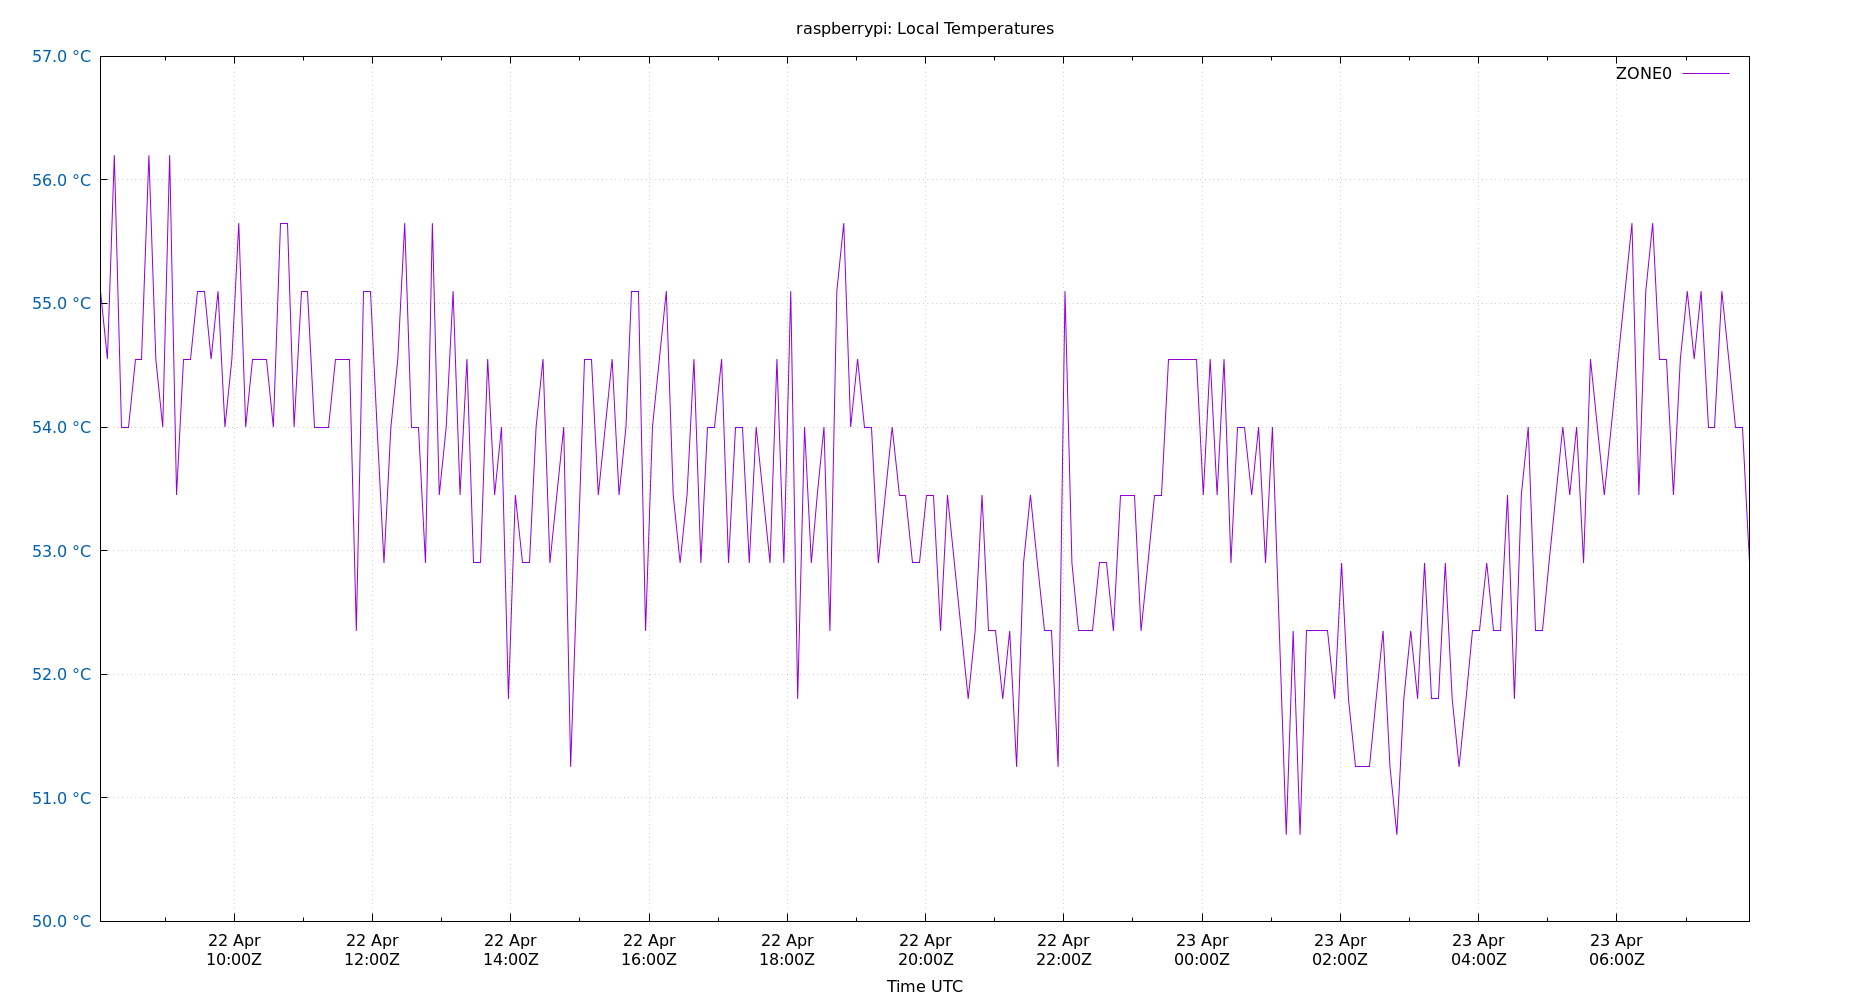 raspberrypi: Local Temperatures
57.0 °C
ZONE0
56.0 °C
55.0 °C
54.0 °C
53.0 °C
52.0 °C
51.0 °C
50.0 °C
22 Apr 22 Apr 22 Apr 22 Apr 22 Apr 22 Apr 22 Apr 23 Apr 23 Apr 23 Apr 23 Apr
10:00Z 12:00Z 14:00Z 16:00Z 18:00Z 20:00Z 22:00Z 00:00Z 02:00Z 04:00Z 06:00Z
Time UTC